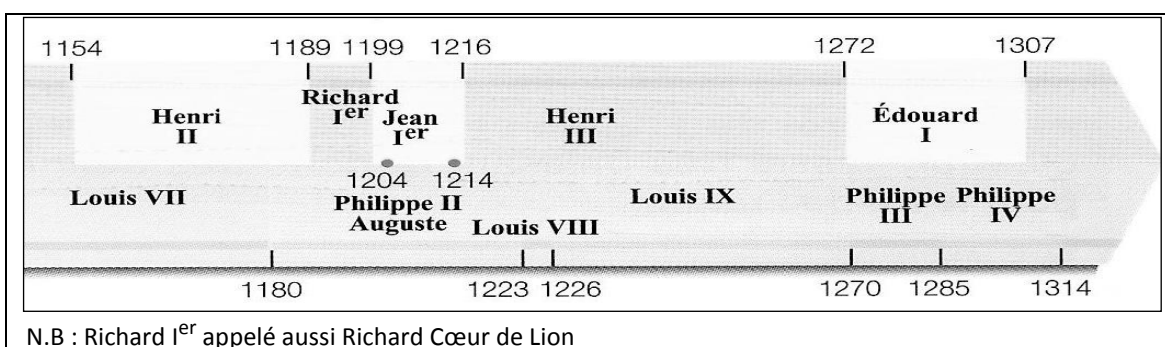 1154 1189 1199 1216 1272 1307
Henri II
Richard Ier
Jean Ier
Henri III
Édouard I
1204 1214
Louis VII
Philippe II Auguste
Louis VIII
Louis IX
Philippe III
Philippe IV
1180 1223 1226 1270 1285 1314
N.B : Richard Ier appelé aussi Richard Cœur de Lion